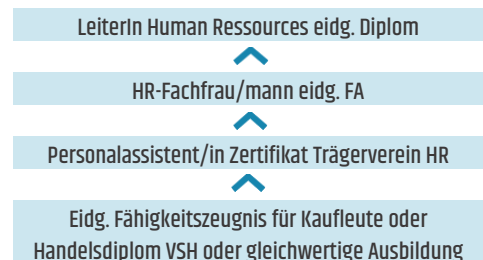 LeiterIn Human Ressources eidg. Diplom
HR-Fachfrau/mann eidg. FA
Personalassistent/in Zertifikat Trägerverein HR
Eidg. Fähigkeitszeugnis für Kaufleute oder
Handelsdiplom VSH oder gleichwertige Ausbildung